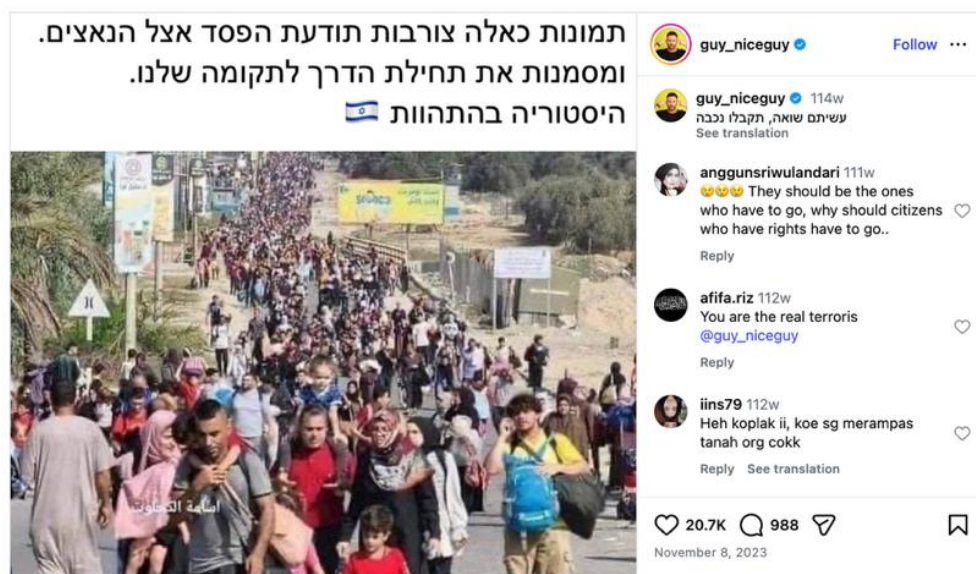 תמונות כאלה צורבות תודעת הפסד אצל הנאצים.
ומסמנות את תחילת הדרך לתקומה שלנו.
היסטוריה בהתהוות 🇮🇱
اسامة الكحلوت
guy_niceguy
Follow
guy_niceguy 114w
עשיתם שואה, תקבלו נכבה
See translation
anggunsriwulandari 111w
😢😢😢 They should be the ones
who have to go, why should citizens
who have rights have to go..
Reply
afifa.riz 112w
You are the real terroris
@guy_niceguy
Reply
iins79 112w
Heh koplak ii, koe sg merampas
tanah org cokk
Reply See translation
20.7K 988
November 8, 2023